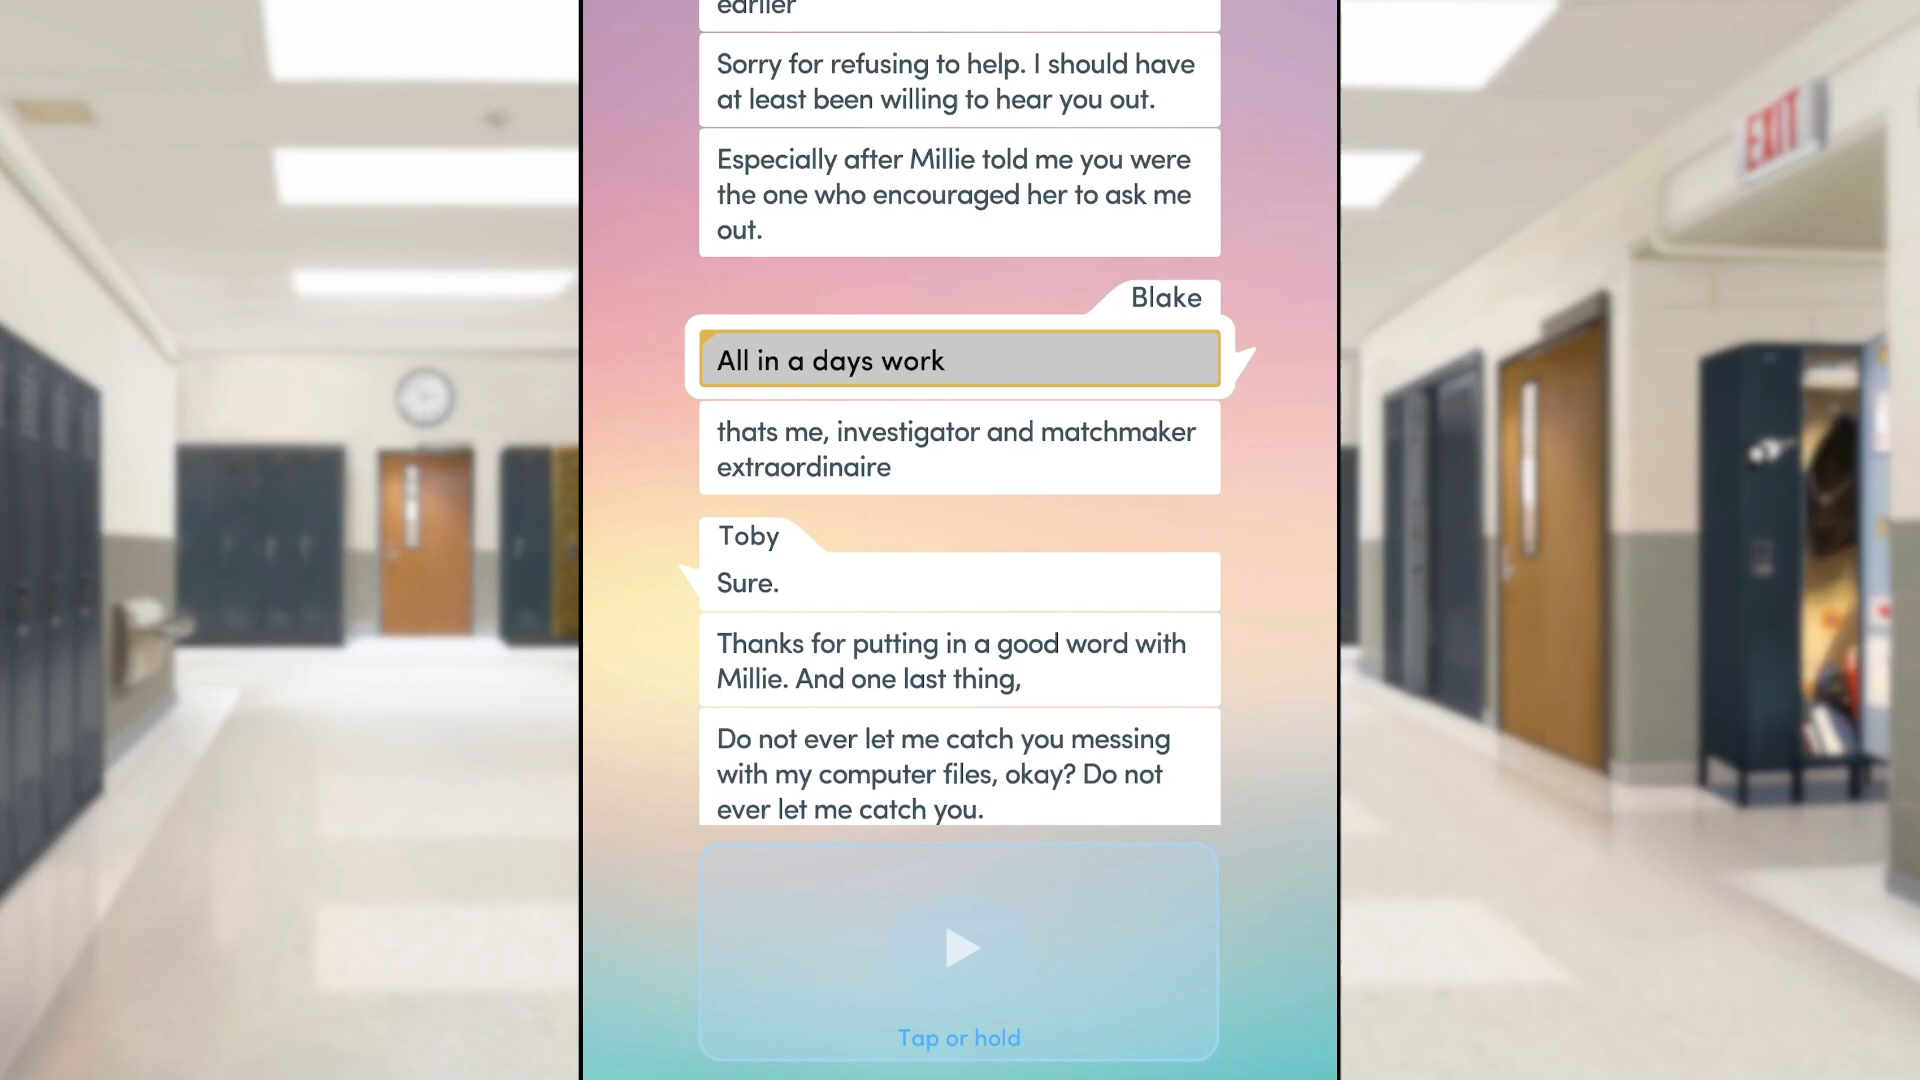 earlier
Sorry for refusing to help. I should have
at least been willing to hear you out.
Especially after Millie told me you were
the one who encouraged her to ask me
out.
Blake
All in a days work
thats me, investigator and matchmaker
extraordinaire
Toby
Sure.
Thanks for putting in a good word with
Millie. And one last thing,
Do not ever let me catch you messing
with my computer files, okay? Do not
ever let me catch you.
Tap or hold
EXIT